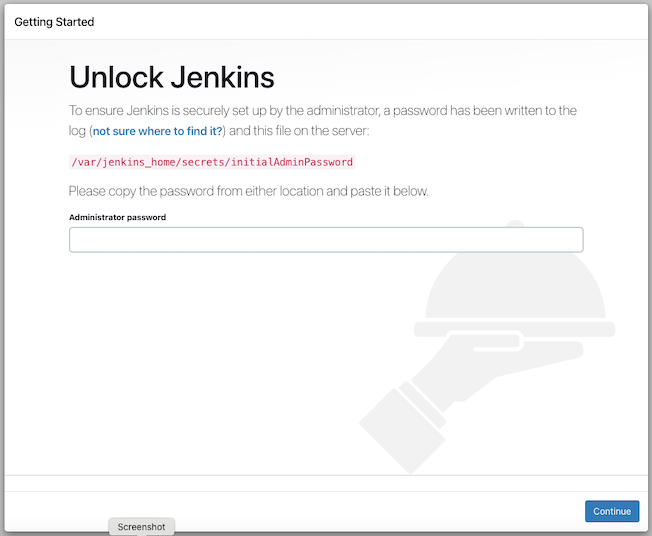 Getting Started
Unlock Jenkins
To ensure Jenkins is securely set up by the administrator, a password has been written to the
log (not sure where to find it?) and this file on the server:
/var/jenkins_home/secrets/initialAdminPassword
Please copy the password from either location and paste it below.
Administrator password
Continue
Screenshot